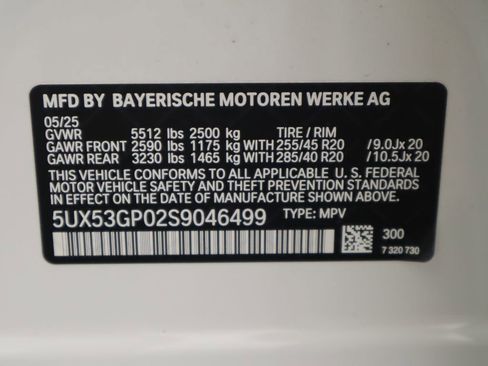 MFD BY BAYERISCHE MOTOREN WERKE AG
05/25
GVWR 5512 lbs 2500 kg TIRE / RIM
GAWR FRONT 2590 lbs 1175 kg WITH 255/45 R20 /9.0Jx 20
GAWR REAR 3230 lbs 1465 kg WITH 285/40 R20 /10.5Jx 20
THIS VEHICLE CONFORMS TO ALL APPLICABLE U. S. FEDERAL
MOTOR VEHICLE SAFETY AND THEFT PREVENTION STANDARDS
IN EFFECT ON THE DATE OF MANUFACTURE SHOWN ABOVE.
5UX53GP02S9046499 TYPE: MPV
300
7 320 730